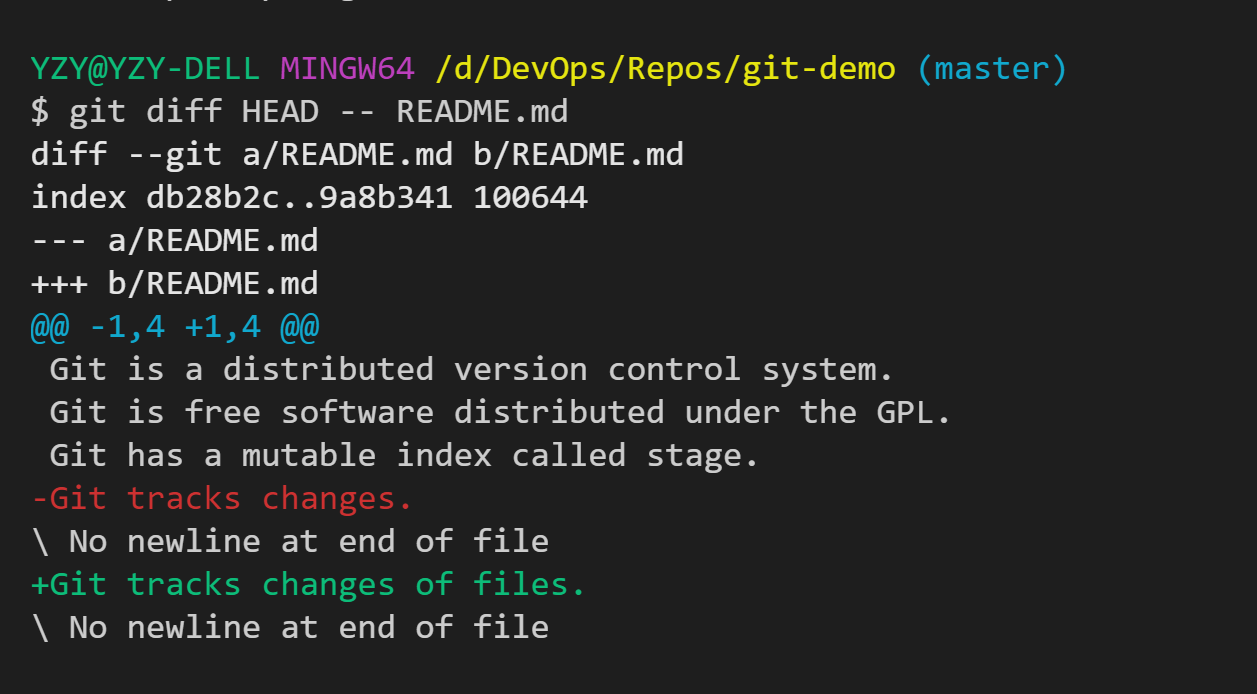 YZY@YZY-DELL MINGW64 /d/DevOps/Repos/git-demo (master)
$ git diff HEAD -- README.md
diff --git a/README.md b/README.md
index db28b2c..9a8b341 100644
--- a/README.md
+++ b/README.md
@@ -1,4 +1,4 @@
 Git is a distributed version control system.
 Git is free software distributed under the GPL.
 Git has a mutable index called stage.
-Git tracks changes.
\ No newline at end of file
+Git tracks changes of files.
\ No newline at end of file